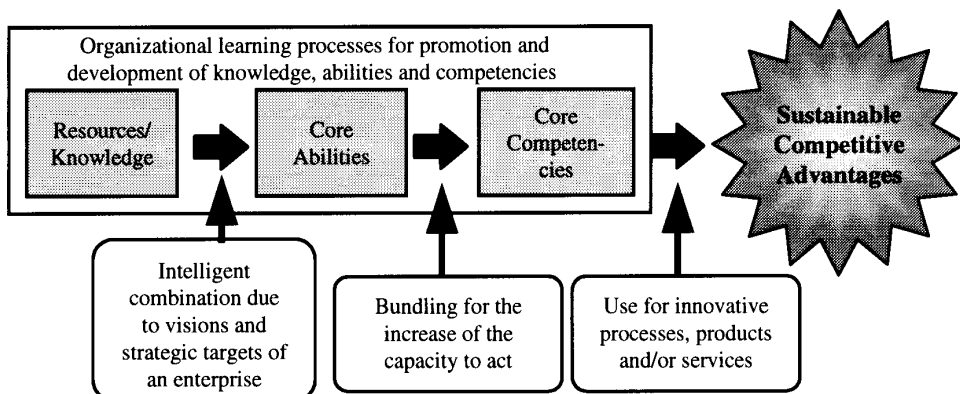 Organizational learning processes for promotion and
development of knowledge, abilities and competencies
Resources/
Knowledge
Core
Abilities
Core
Competen-
cies
Sustainable
Competitive
Advantages
Intelligent
combination due
to visions and
strategic targets of
an enterprise
Bundling for the
increase of the
capacity to act
Use for innovative
processes, products
and/or services